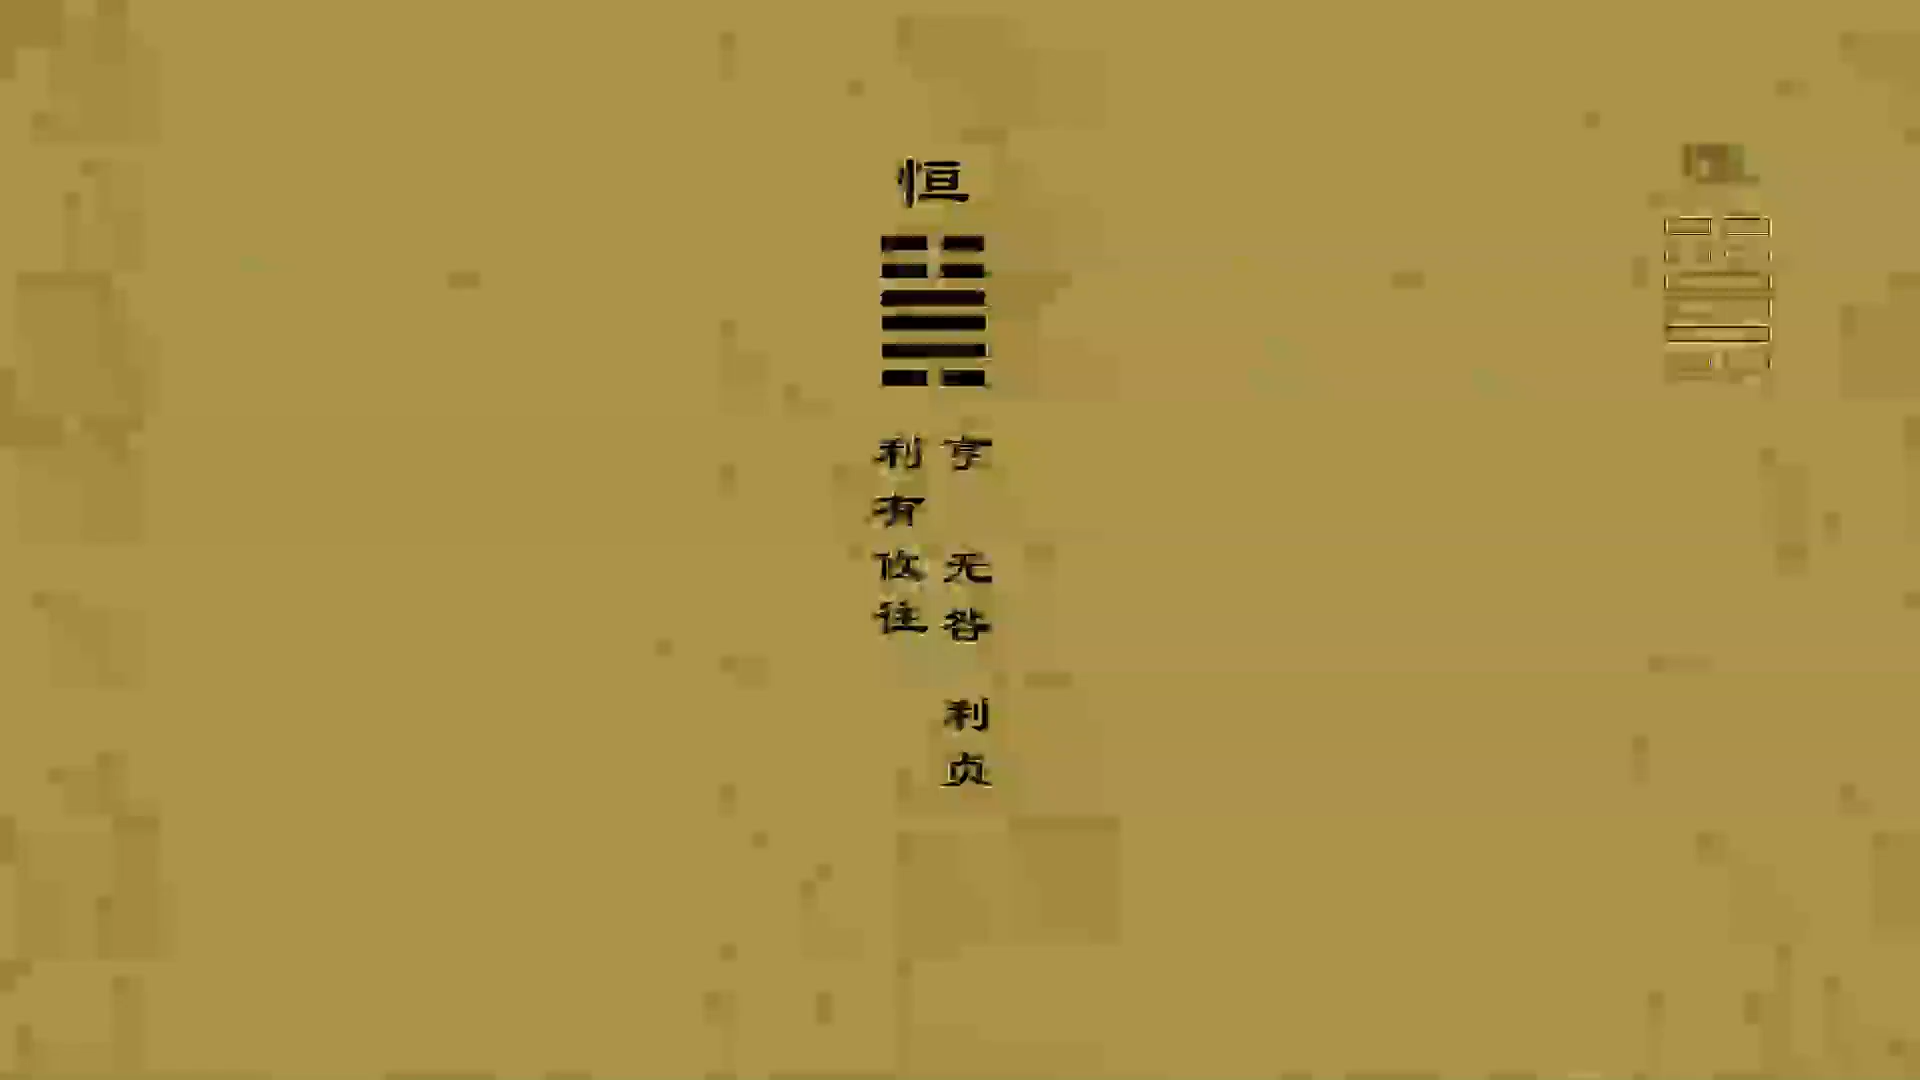 恒
亨 无咎 利贞
利有攸往